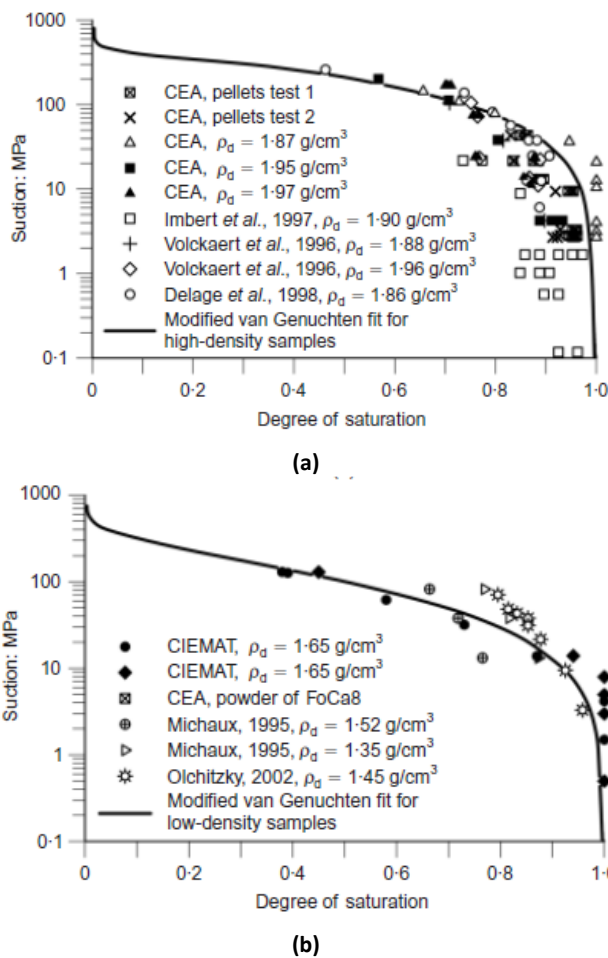 1000
100
10
1
0·1
Suction: MPa
CEA, pellets test 1
CEA, pellets test 2
CEA, ρd = 1·87 g/cm3
CEA, ρd = 1·95 g/cm3
CEA, ρd = 1·97 g/cm3
Imbert et al., 1997, ρd = 1·90 g/cm3
Volckaert et al., 1996, ρd = 1·88 g/cm3
Volckaert et al., 1996, ρd = 1·96 g/cm3
Delage et al., 1998, ρd = 1·86 g/cm3
Modified van Genuchten fit for
high-density samples
0 0·2 0·4 0·6 0·8 1·0
Degree of saturation
(a)
1000
100
10
1
0·1
Suction: MPa
CIEMAT, ρd = 1·65 g/cm3
CIEMAT, ρd = 1·65 g/cm3
CEA, powder of FoCa8
Michaux, 1995, ρd = 1·52 g/cm3
Michaux, 1995, ρd = 1·35 g/cm3
Olchitzky, 2002, ρd = 1·45 g/cm3
Modified van Genuchten fit for
low-density samples
0 0·2 0·4 0·6 0·8 1·0
Degree of saturation
(b)